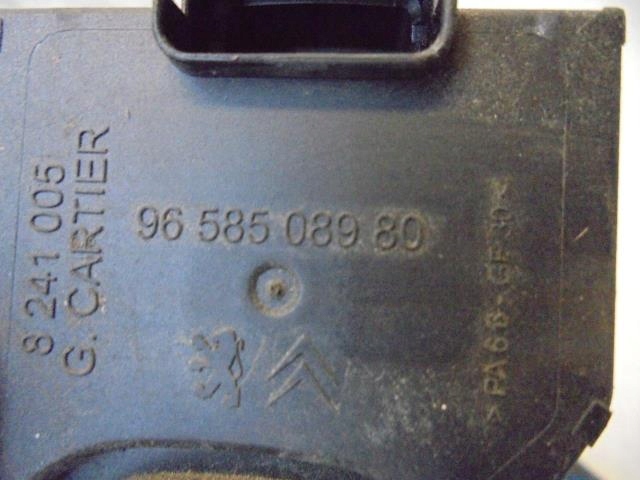 8 241 005
G. CARTIER
96 585 089 80
>PA66-GF30<